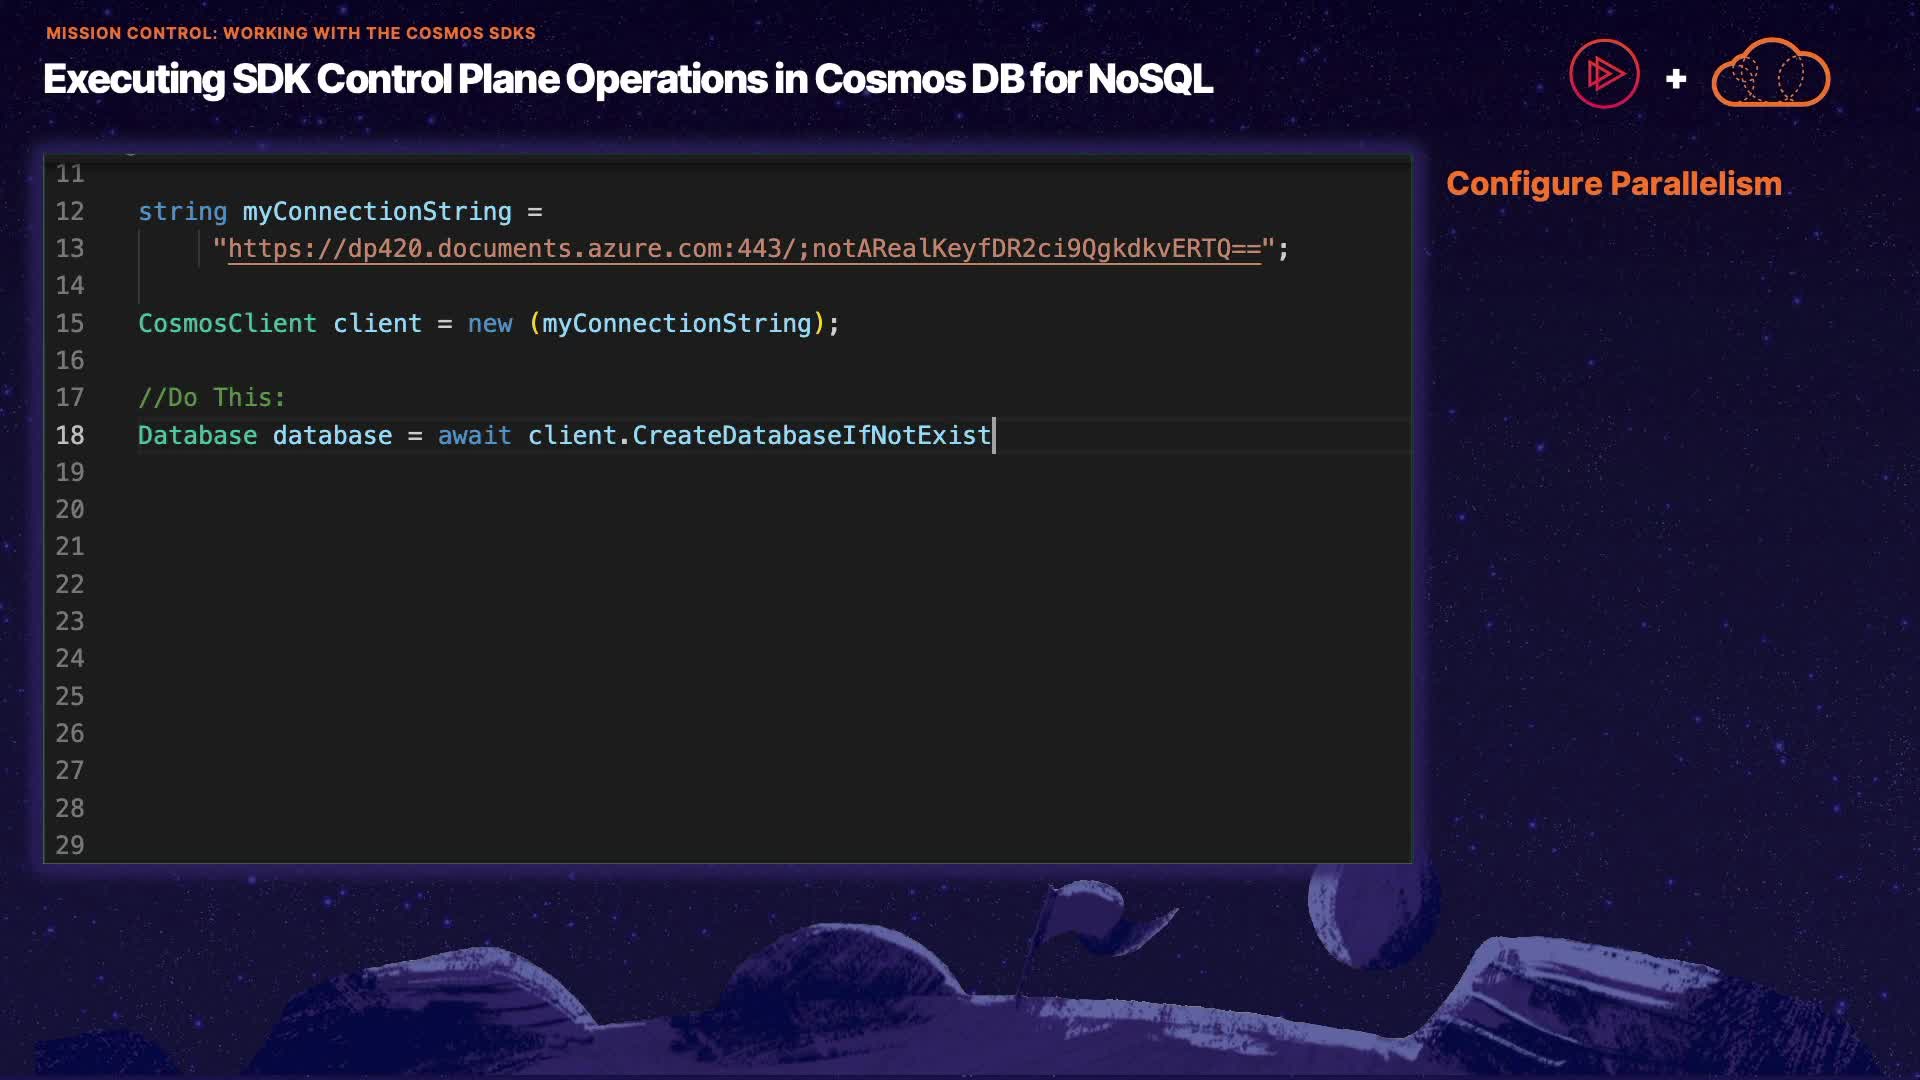 MISSION CONTROL: WORKING WITH THE COSMOS SDKS
Executing SDK Control Plane Operations in Cosmos DB for NoSQL
+
Configure Parallelism
11
12 string myConnectionString =
13 "https://dp420.documents.azure.com:443/;notARealKeyfDR2ci9QgkdkvERTQ==";
14
15 CosmosClient client = new (myConnectionString);
16
17 //Do This:
18 Database database = await client.CreateDatabaseIfNotExist
19
20
21
22
23
24
25
26
27
28
29